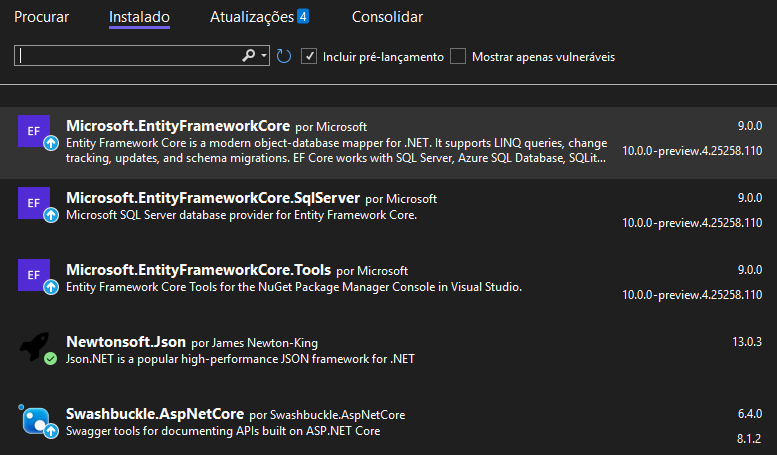 Procurar Instalado Atualizações 4 Consolidar
Incluir pré-lançamento Mostrar apenas vulneráveis
EF Microsoft.EntityFrameworkCore por Microsoft 9.0.0
Entity Framework Core is a modern object-database mapper for .NET. It supports LINQ queries, change
tracking, updates, and schema migrations. EF Core works with SQL Server, Azure SQL Database, SQLit... 10.0.0-preview.4.25258.110
EF Microsoft.EntityFrameworkCore.SqlServer por Microsoft 9.0.0
Microsoft SQL Server database provider for Entity Framework Core. 10.0.0-preview.4.25258.110
EF Microsoft.EntityFrameworkCore.Tools por Microsoft 9.0.0
Entity Framework Core Tools for the NuGet Package Manager Console in Visual Studio. 10.0.0-preview.4.25258.110
Newtonsoft.Json por James Newton-King 13.0.3
Json.NET is a popular high-performance JSON framework for .NET
Swashbuckle.AspNetCore por Swashbuckle.AspNetCore 6.4.0
Swagger tools for documenting APIs built on ASP.NET Core 8.1.2